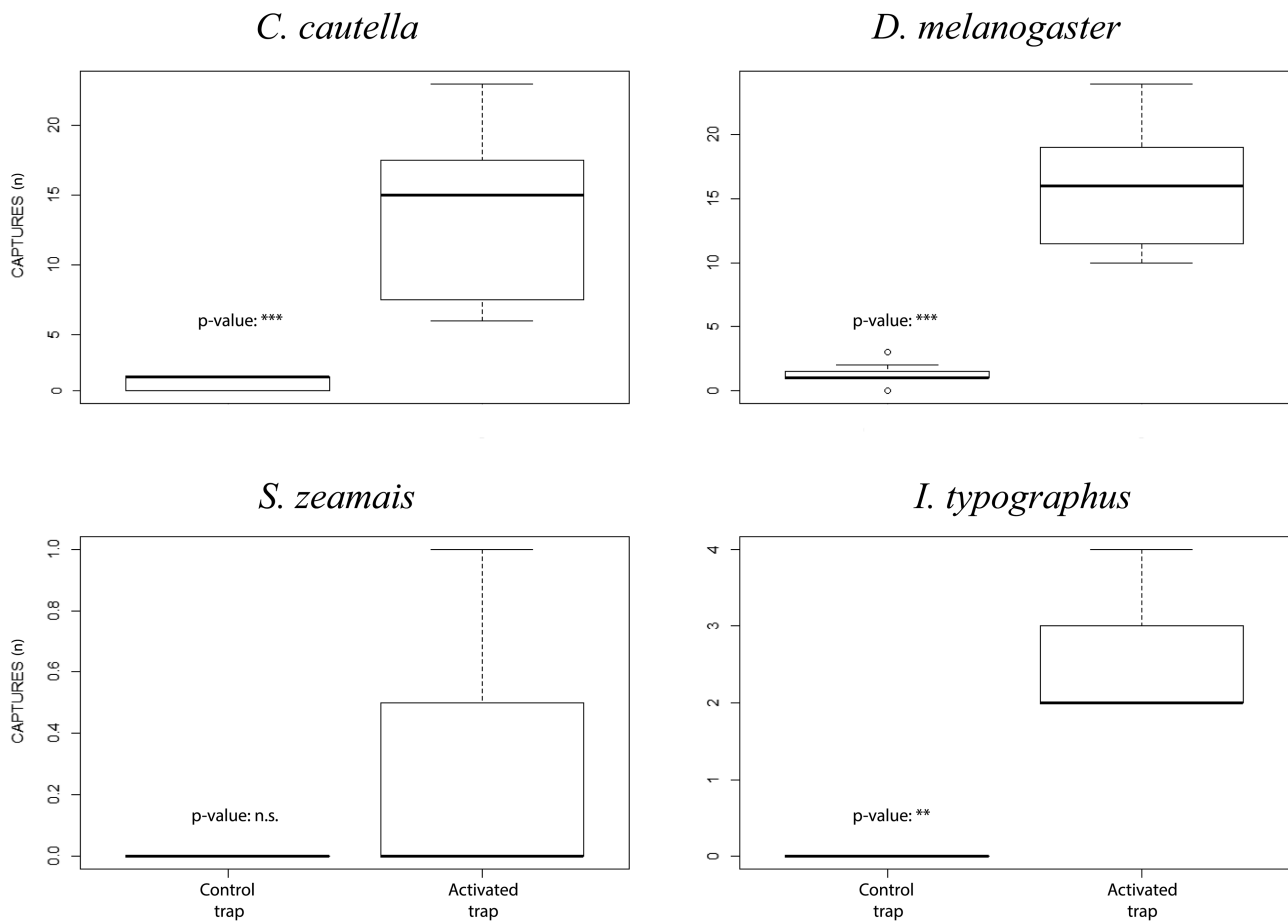 C. cautella
D. melanogaster
CAPTURES (n)
20
15
10
5
0
p-value: ***
20
15
10
5
0
p-value: ***
S. zeamais
I. typographus
CAPTURES (n)
1.0
0.8
0.6
0.4
0.2
0.0
p-value: n.s.
Control
trap
Activated
trap
4
3
2
1
0
p-value: **
Control
trap
Activated
trap